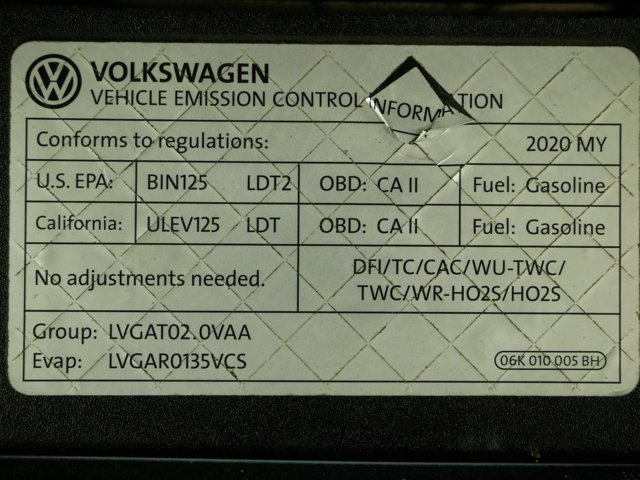 VOLKSWAGEN
VEHICLE EMISSION CONTROL INFORMATION
Conforms to regulations: 2020 MY
U.S. EPA: BIN125 LDT2 OBD: CA II Fuel: Gasoline
California: ULEV125 LDT OBD: CA II Fuel: Gasoline
No adjustments needed.
DFI/TC/CAC/WU-TWC/
TWC/WR-HO2S/HO2S
Group: LVGAT02.0VAA
Evap: LVGAR0135VCS
06K 010 005 BH